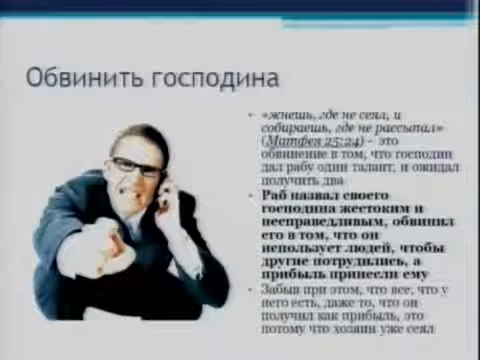 Обвинить господина
«жнешь, где не сеял, и
собираешь, где не рассыпал»
(Матфея 25:24) - это
обвинение в том, что господин
дал рабу один талант, и ожидал
получить два
Раб назвал своего
господина жестоким и
несправедливым, обвинил
его в том, что он
использует людей, чтобы
другие потрудились, а
прибыль принесли ему
Забыв при этом, что все, что у
него есть, даже то, что он
получил как прибыль, это
потому что хозяин уже сеял